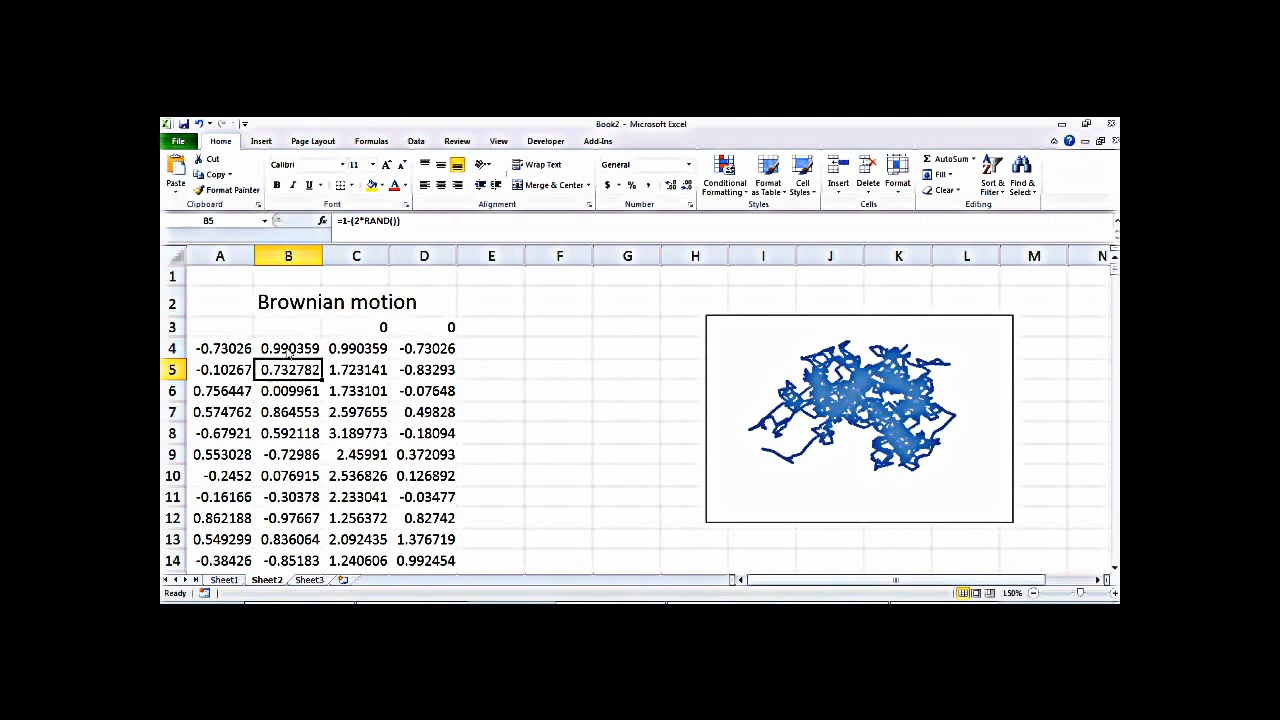 Book2 - Microsoft Excel
File Home Insert Page Layout Formulas Data Review View Developer Add-Ins
Cut
Copy
Format Painter
Paste
Clipboard
Calibri 11
B I U
Font
Wrap Text
Merge & Center
Alignment
General
$ % ,
Number
Conditional Formatting
Format as Table
Cell Styles
Styles
Insert Delete Format
Cells
AutoSum
Fill
Clear
Sort & Filter
Find & Select
Editing
B5 fx =1-(2*RAND())
A B C D E F G H I J K L M N
1
2 Brownian motion
3 0 0
4 -0.73026 0.990359 0.990359 -0.73026
5 -0.10267 0.732782 1.723141 -0.83293
6 0.756447 0.009961 1.733101 -0.07648
7 0.574762 0.864553 2.597655 0.49828
8 -0.67921 0.592118 3.189773 -0.18094
9 0.553028 -0.72986 2.45991 0.372093
10 -0.2452 0.076915 2.536826 0.126892
11 -0.16166 -0.30378 2.233041 -0.03477
12 0.862188 -0.97667 1.256372 0.82742
13 0.549299 0.836064 2.092435 1.376719
14 -0.38426 -0.85183 1.240606 0.992454
Sheet1 Sheet2 Sheet3
Ready 150%